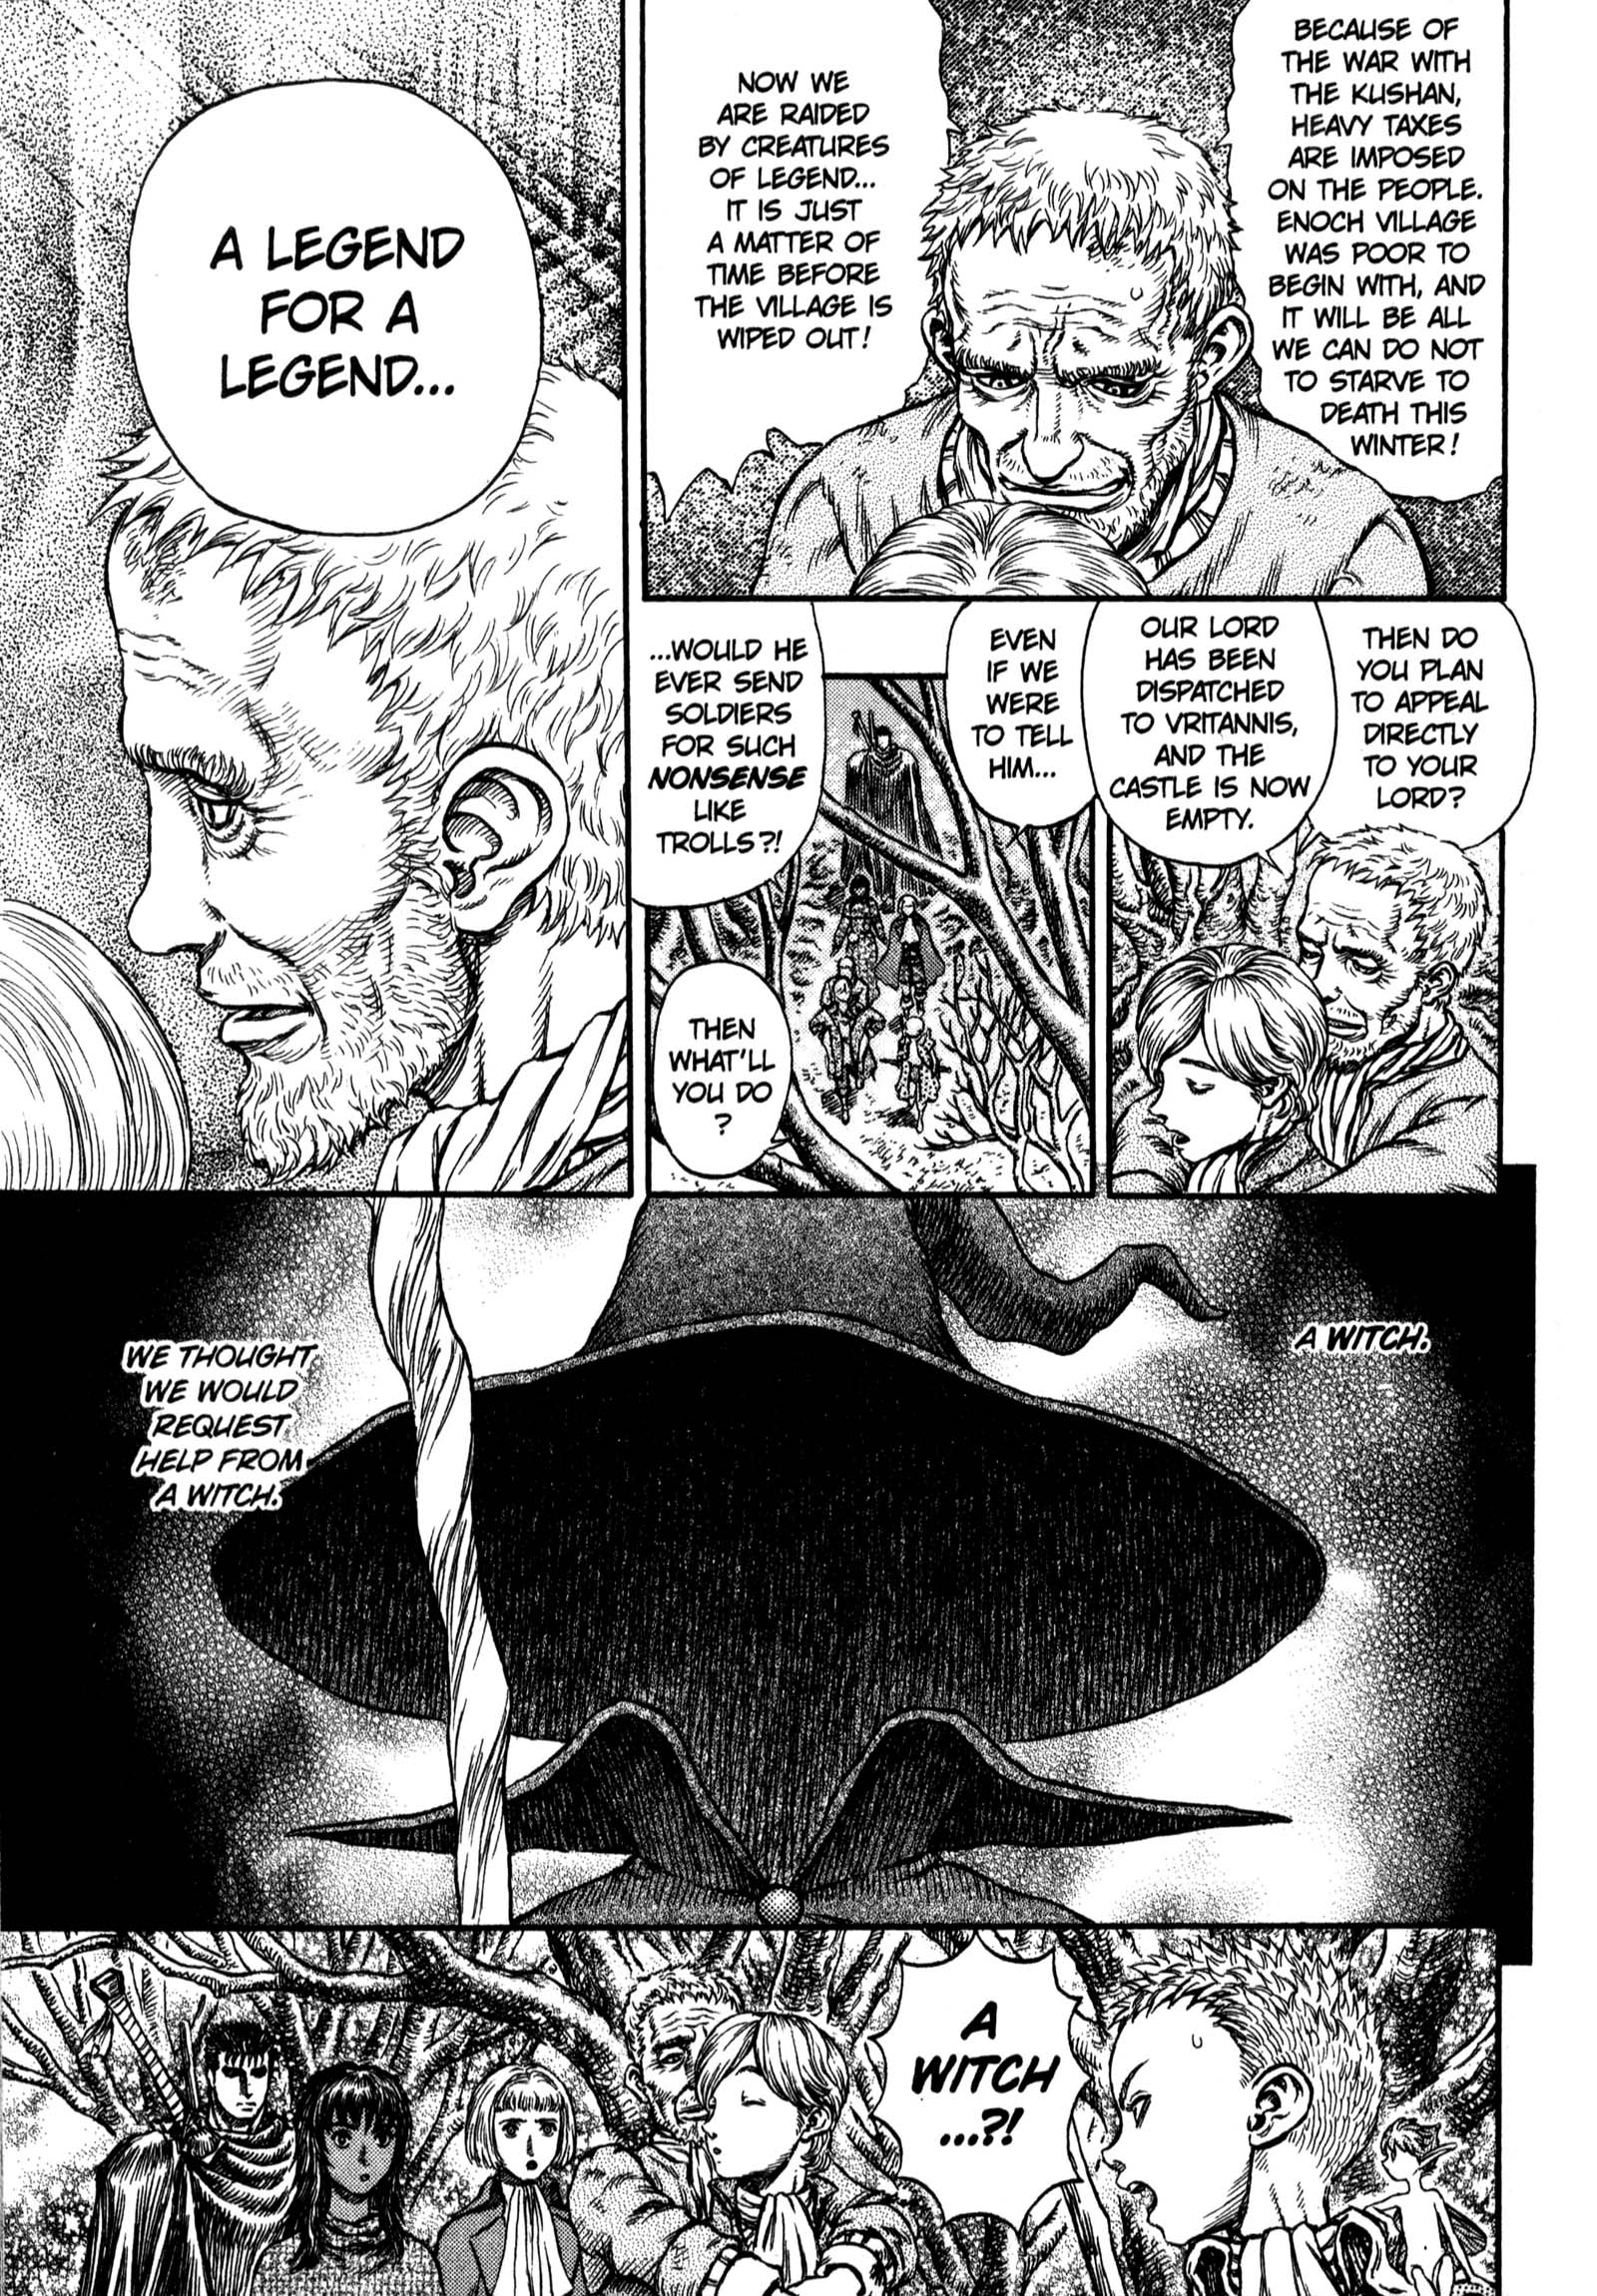 BECAUSE OF
THE WAR WITH
THE KUSHAN,
HEAVY TAXES
ARE IMPOSED
ON THE PEOPLE.
ENOCH VILLAGE
WAS POOR TO
BEGIN WITH, AND
IT WILL BE ALL
WE CAN DO NOT
TO STARVE TO
DEATH THIS
WINTER!
NOW WE
ARE RAIDED
BY CREATURES
OF LEGEND...
IT IS JUST
A MATTER OF
TIME BEFORE
THE VILLAGE IS
WIPED OUT!
THEN DO
YOU PLAN
TO APPEAL
DIRECTLY
TO YOUR
LORD?
OUR LORD
HAS BEEN
DISPATCHED
TO VRITANNIS,
AND THE
CASTLE IS NOW
EMPTY.
EVEN
IF WE
WERE
TO TELL
HIM...
...WOULD HE
EVER SEND
SOLDIERS
FOR SUCH
NONSENSE
LIKE
TROLLS?!
THEN
WHAT'LL
YOU DO
?
A LEGEND
FOR A
LEGEND...
A WITCH.
WE THOUGHT
WE WOULD
REQUEST
HELP FROM
A WITCH.
A
WITCH
...?!